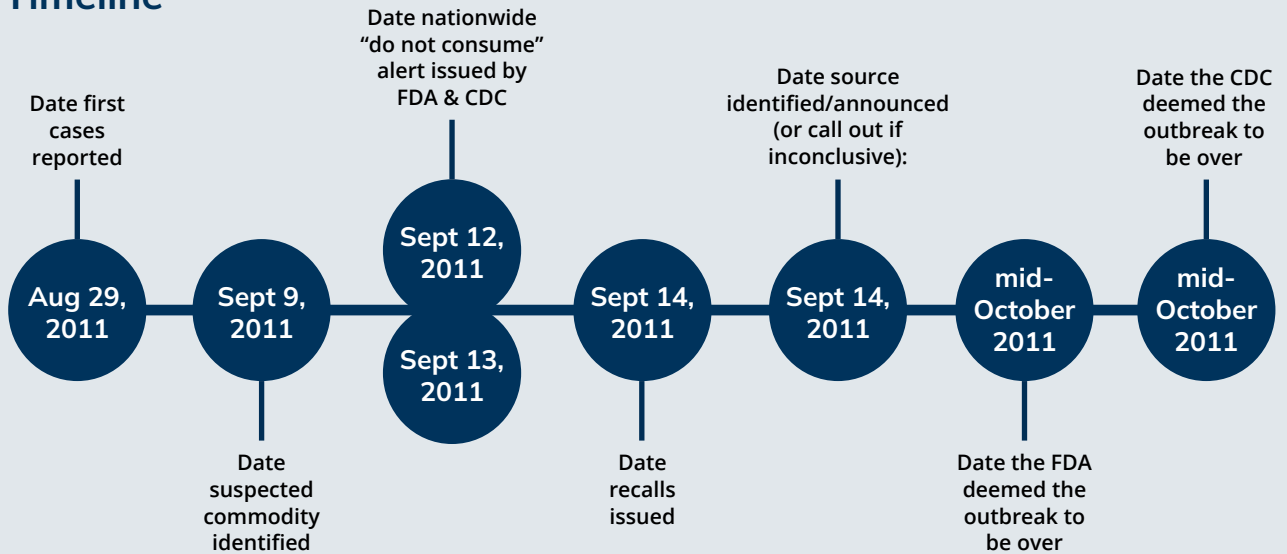 Timeline
Date first
cases
reported
Aug 29,
2011
Sept 9,
2011
Date
suspected
commodity
identified
Date nationwide
“do not consume”
alert issued by
FDA & CDC
Sept 12,
2011
Sept 13,
2011
Sept 14,
2011
Date
recalls
issued
Date source
identified/announced
(or call out if
inconclusive):
Sept 14,
2011
mid-
October
2011
Date the FDA
deemed the
outbreak to
be over
Date the CDC
deemed the
outbreak to
be over
mid-
October
2011